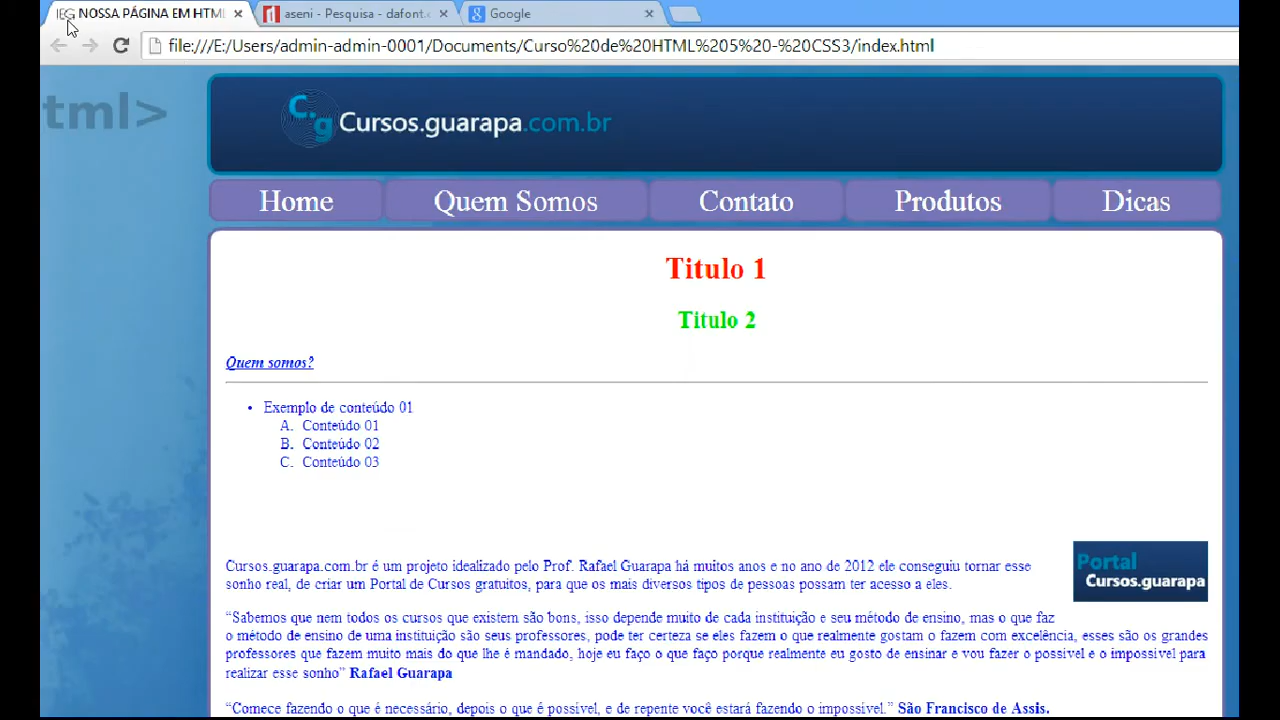 IEG NOSSA PÁGINA EM HTML
aseni - Pesquisa - dafont.c
Google
file:///E:/Users/admin-admin-0001/Documents/Curso%20de%20HTML%205%20-%20CSS3/index.html
tml>
C.g Cursos.guarapa.com.br
Home Quem Somos Contato Produtos Dicas
Titulo 1
Titulo 2
Quem somos?
• Exemplo de conteúdo 01
A. Conteúdo 01
B. Conteúdo 02
C. Conteúdo 03
Portal
Cursos.guarapa
Cursos.guarapa.com.br é um projeto idealizado pelo Prof. Rafael Guarapa há muitos anos e no ano de 2012 ele conseguiu tornar esse
sonho real, de criar um Portal de Cursos gratuitos, para que os mais diversos tipos de pessoas possam ter acesso a eles.
“Sabemos que nem todos os cursos que existem são bons, isso depende muito de cada instituição e seu método de ensino, mas o que faz
o método de ensino de uma instituição são seus professores, pode ter certeza se eles fazem o que realmente gostam o fazem com excelência, esses são os grandes
professores que fazem muito mais do que lhe é mandado, hoje eu faço o que faço porque realmente eu gosto de ensinar e vou fazer o possivel e o impossivel para
realizar esse sonho” Rafael Guarapa
“Comece fazendo o que é necessário, depois o que é possível, e de repente você estará fazendo o impossível.” São Francisco de Assis.